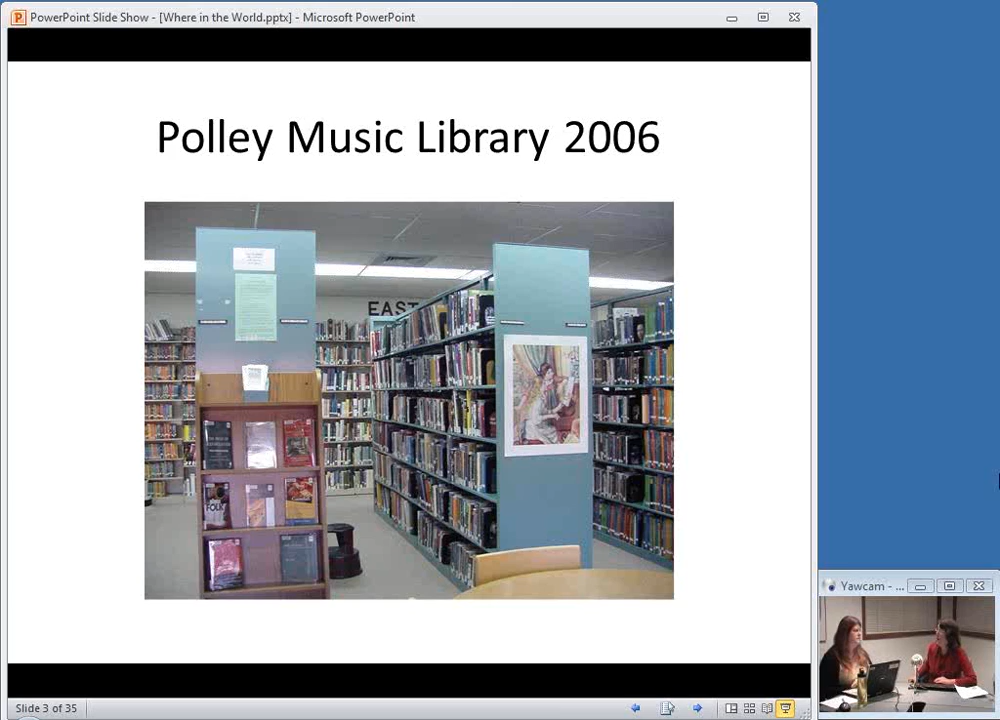 PowerPoint Slide Show - [Where in the World.pptx] - Microsoft PowerPoint
Polley Music Library 2006
EAST
FOLK
Yawcam - ...
Slide 3 of 35